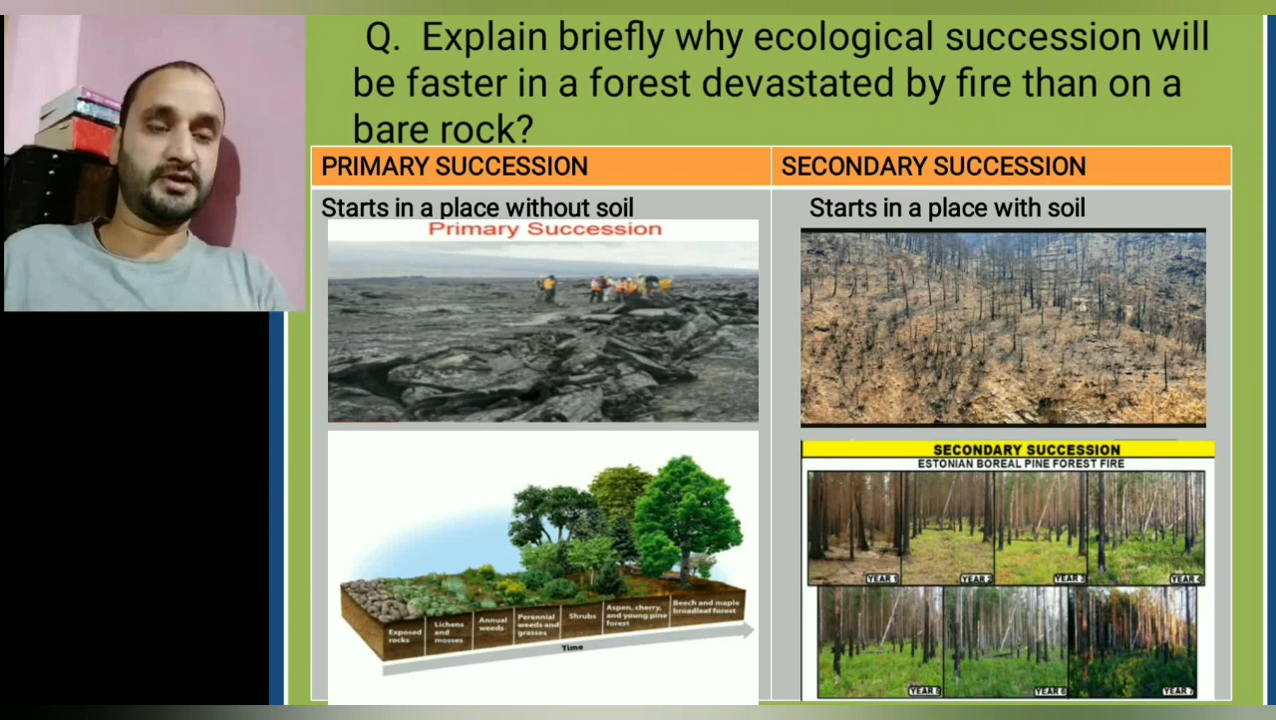 Q. Explain briefly why ecological succession will
be faster in a forest devastated by fire than on a
bare rock?
PRIMARY SUCCESSION
SECONDARY SUCCESSION
Starts in a place without soil
Starts in a place with soil
Primary Succession
Exposed
rocks
Lichens
and
mosses
Annual
weeds
Perennial
weeds and
grasses
Shrubs
Aspen, cherry,
and young pine
forest
Beech and maple
broadleaf forest
Time
SECONDARY SUCCESSION
ESTONIAN BOREAL PINE FOREST FIRE
YEAR 1
YEAR 2
YEAR 3
YEAR 4
YEAR 5
YEAR 6
YEAR 7